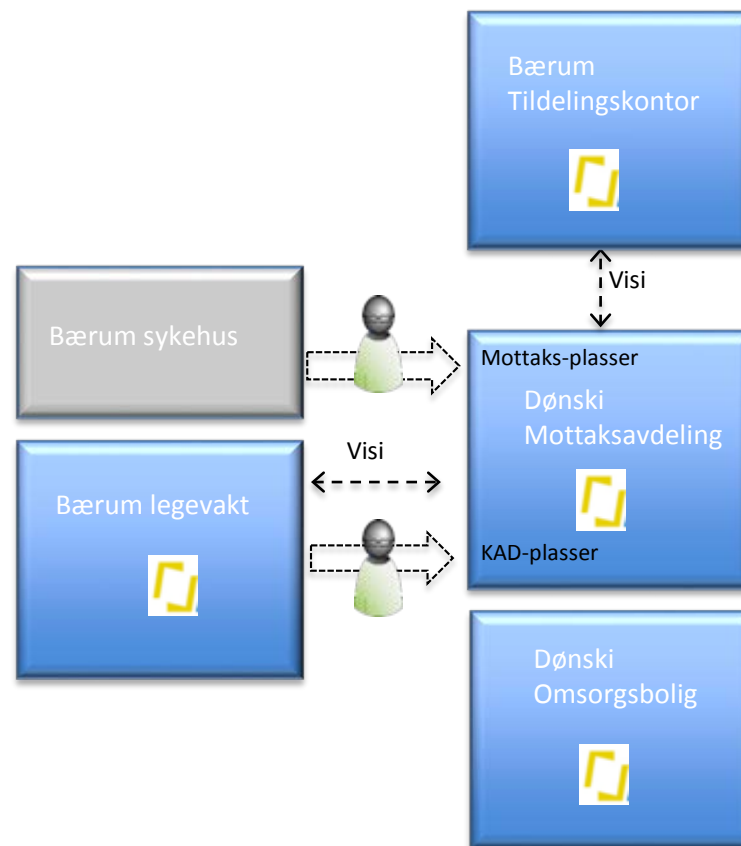 Bærum
Tildelingskontor
Visi
Bærum sykehus
Mottaks-plasser
Dønski
Mottaksavdeling
Visi
Bærum legevakt
KAD-plasser
Dønski
Omsorgsbolig